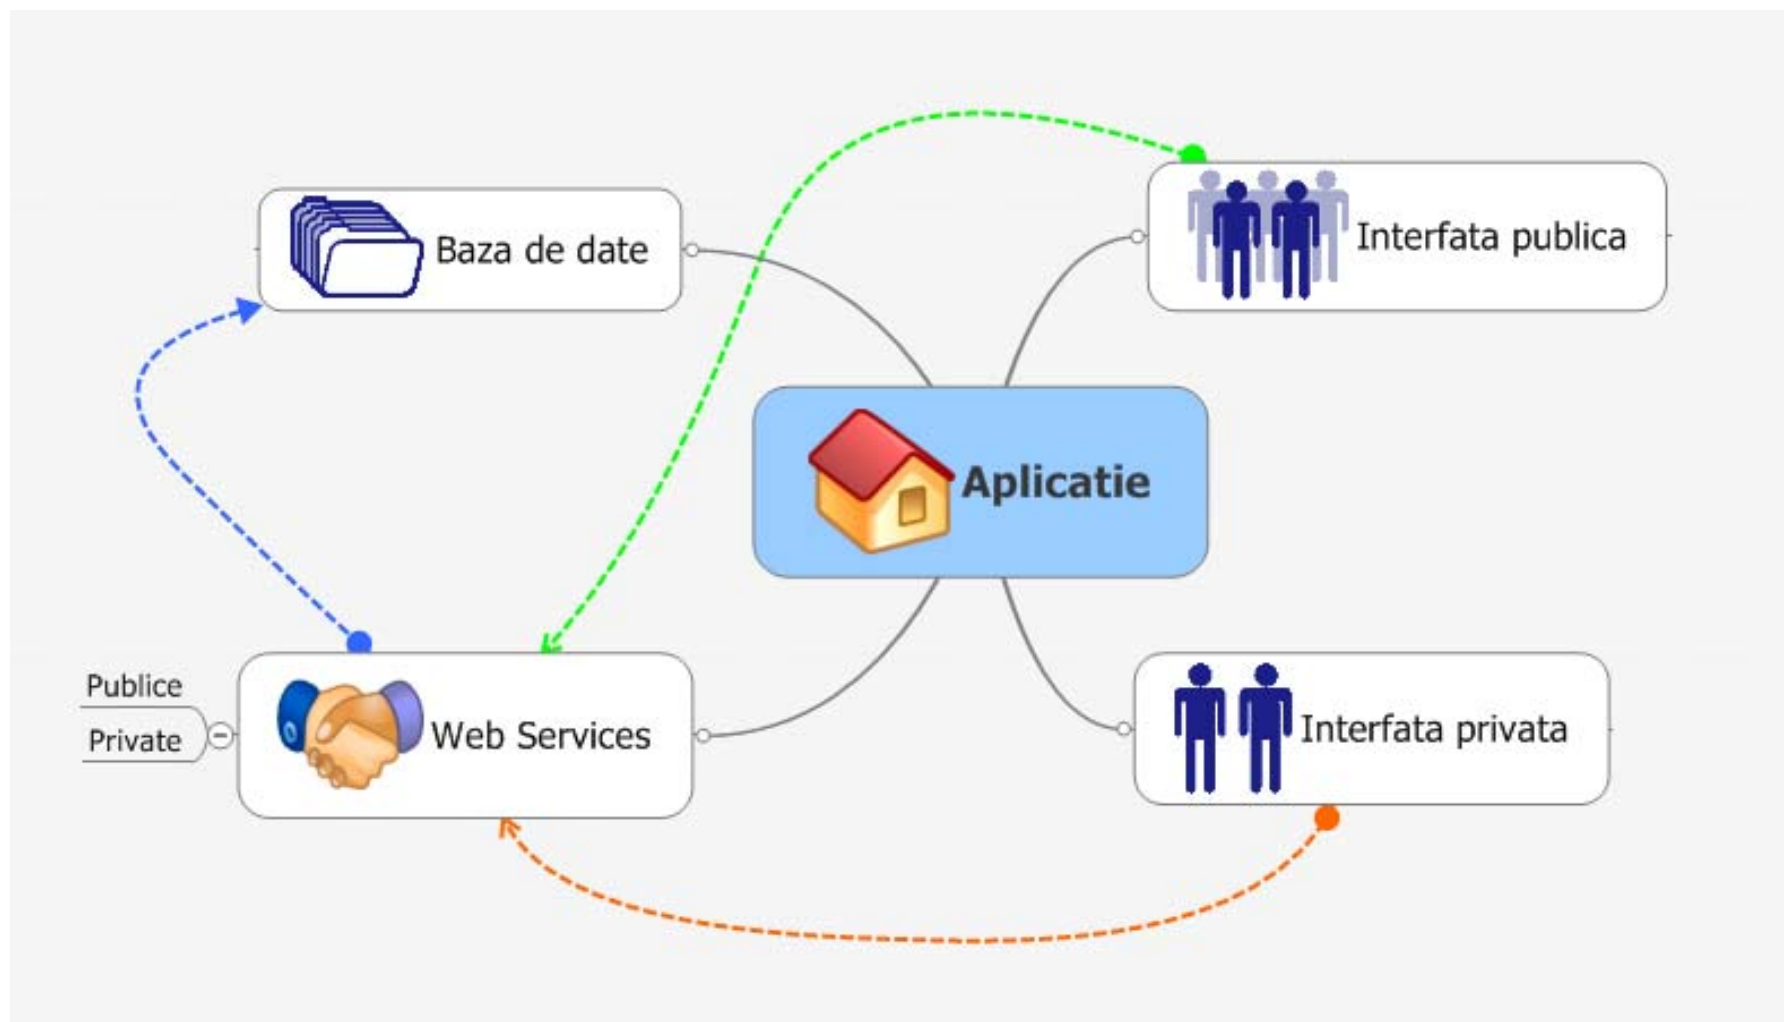 Baza de date
Interfata publica
Aplicatie
Publice
Private
Web Services
Interfata privata